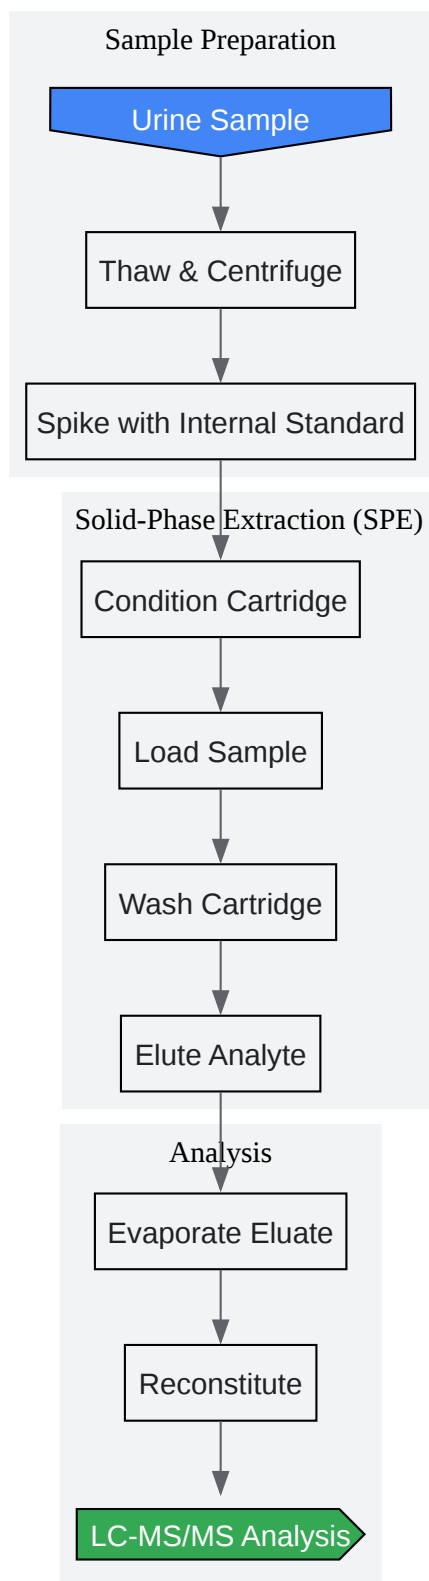 Sample Preparation
Urine Sample
Thaw & Centrifuge
Spike with Internal Standard
Solid-Phase Extraction (SPE)
Condition Cartridge
Load Sample
Wash Cartridge
Elute Analyte
Analysis
Evaporate Eluate
Reconstitute
LC-MS/MS Analysis